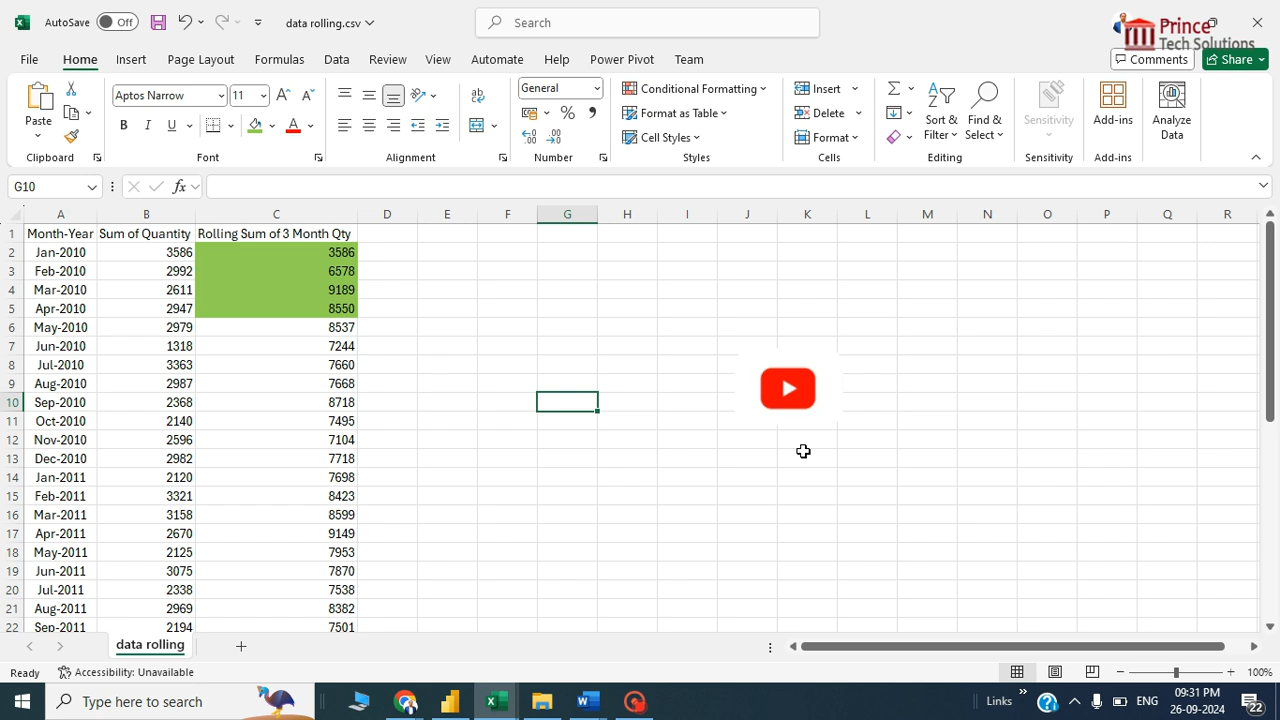 AutoSave Off data rolling.csv Search Prince Tech Solutions
File Home Insert Page Layout Formulas Data Review View Automate Help Power Pivot Team Comments Share
Paste Aptos Narrow 11 B I U A General % Conditional Formatting Format as Table Cell Styles Insert Delete Format Sort & Filter Find & Select Sensitivity Add-ins Analyze Data
Clipboard Font Alignment Number Styles Cells Editing Sensitivity Add-ins
G10 fx
A B C D E F G H I J K L M N O P Q R
1 Month-Year Sum of Quantity Rolling Sum of 3 Month Qty
2 Jan-2010 3586 3586
3 Feb-2010 2992 6578
4 Mar-2010 2611 9189
5 Apr-2010 2947 8550
6 May-2010 2979 8537
7 Jun-2010 1318 7244
8 Jul-2010 3363 7660
9 Aug-2010 2987 7668
10 Sep-2010 2368 8718
11 Oct-2010 2140 7495
12 Nov-2010 2596 7104
13 Dec-2010 2982 7718
14 Jan-2011 2120 7698
15 Feb-2011 3321 8423
16 Mar-2011 3158 8599
17 Apr-2011 2670 9149
18 May-2011 2125 7953
19 Jun-2011 3075 7870
20 Jul-2011 2338 7538
21 Aug-2011 2969 8382
22 Sep-2011 2194 7501
data rolling
Ready Accessibility: Unavailable 100%
Type here to search Links ENG 09:31 PM
26-09-2024 22